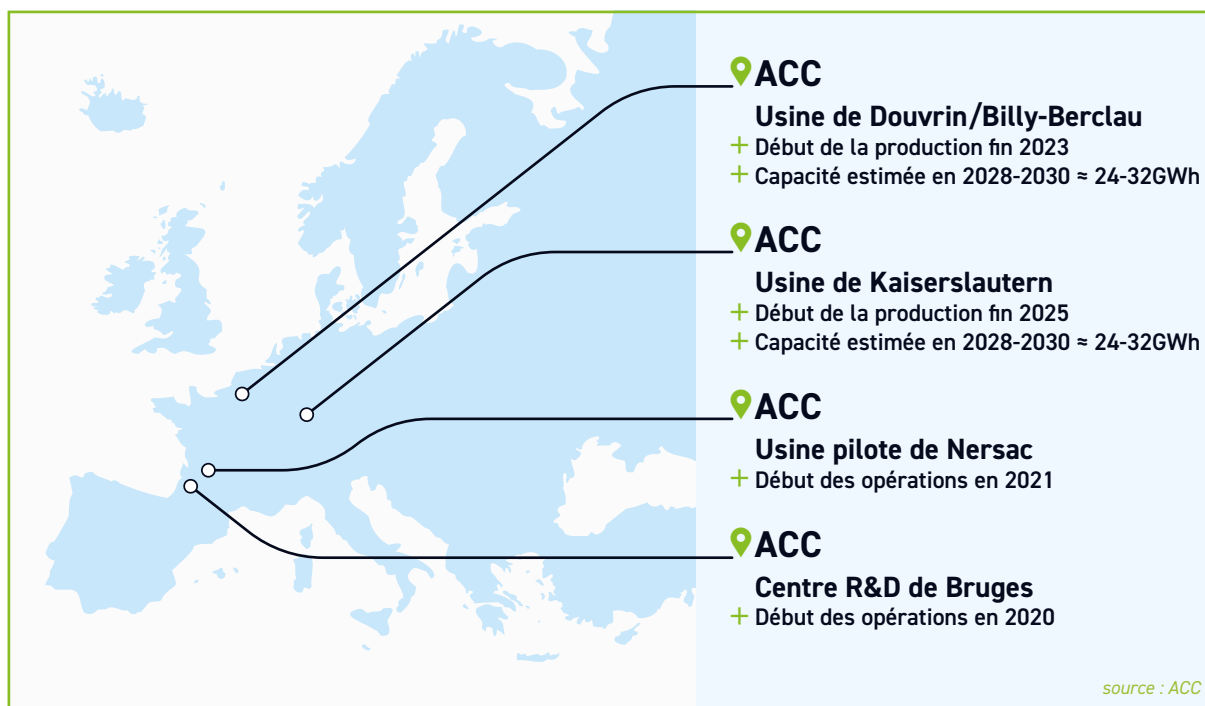 ACC
Usine de Douvrin/Billy-Berclau
+ Début de la production fin 2023
+ Capacité estimée en 2028-2030 ≈ 24-32GWh
ACC
Usine de Kaiserslautern
+ Début de la production fin 2025
+ Capacité estimée en 2028-2030 ≈ 24-32GWh
ACC
Usine pilote de Nersac
+ Début des opérations en 2021
ACC
Centre R&D de Bruges
+ Début des opérations en 2020
source : ACC